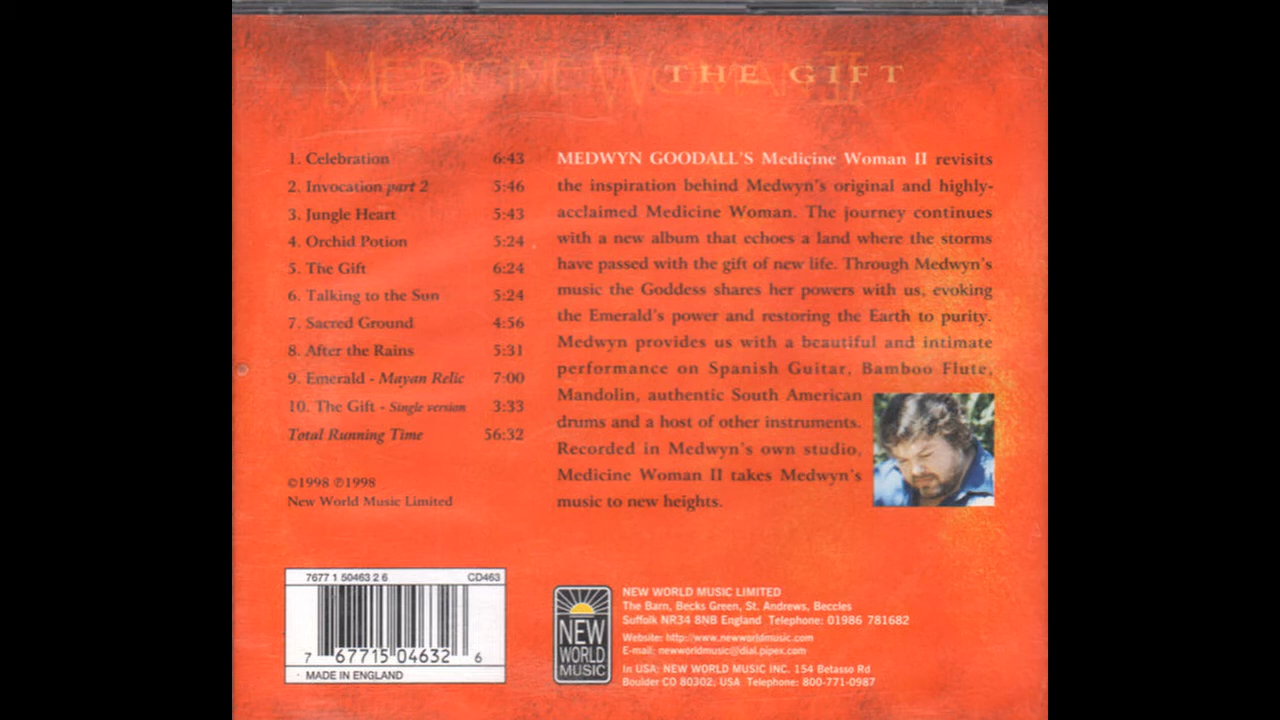 MEDICINE WOMAN II
THE GIFT
1. Celebration 6:43
2. Invocation part 2 5:46
3. Jungle Heart 5:43
4. Orchid Potion 5:24
5. The Gift 6:24
6. Talking to the Sun 5:24
7. Sacred Ground 4:56
8. After the Rains 5:31
9. Emerald - Mayan Relic 7:00
10. The Gift - Single version 3:33
Total Running Time 56:32
©1998 ℗1998
New World Music Limited
MEDWYN GOODALL'S Medicine Woman II revisits
the inspiration behind Medwyn's original and highly-
acclaimed Medicine Woman. The journey continues
with a new album that echoes a land where the storms
have passed with the gift of new life. Through Medwyn's
music the Goddess shares her powers with us, evoking
the Emerald's power and restoring the Earth to purity.
Medwyn provides us with a beautiful and intimate
performance on Spanish Guitar, Bamboo Flute,
Mandolin, authentic South American
drums and a host of other instruments.
Recorded in Medwyn's own studio,
Medicine Woman II takes Medwyn's
music to new heights.
7677 1 50463 2 6 CD463
7 67715 04632 6
MADE IN ENGLAND
NEW
WORLD
MUSIC
NEW WORLD MUSIC LIMITED
The Barn, Becks Green, St. Andrews, Beccles
Suffolk NR34 8NB England Telephone: 01986 781682
Website: http://www.newworldmusic.com
E-mail: newworldmusic@dial.pipex.com
In USA: NEW WORLD MUSIC INC. 154 Betasso Rd
Boulder CO 80302, USA Telephone: 800-771-0987